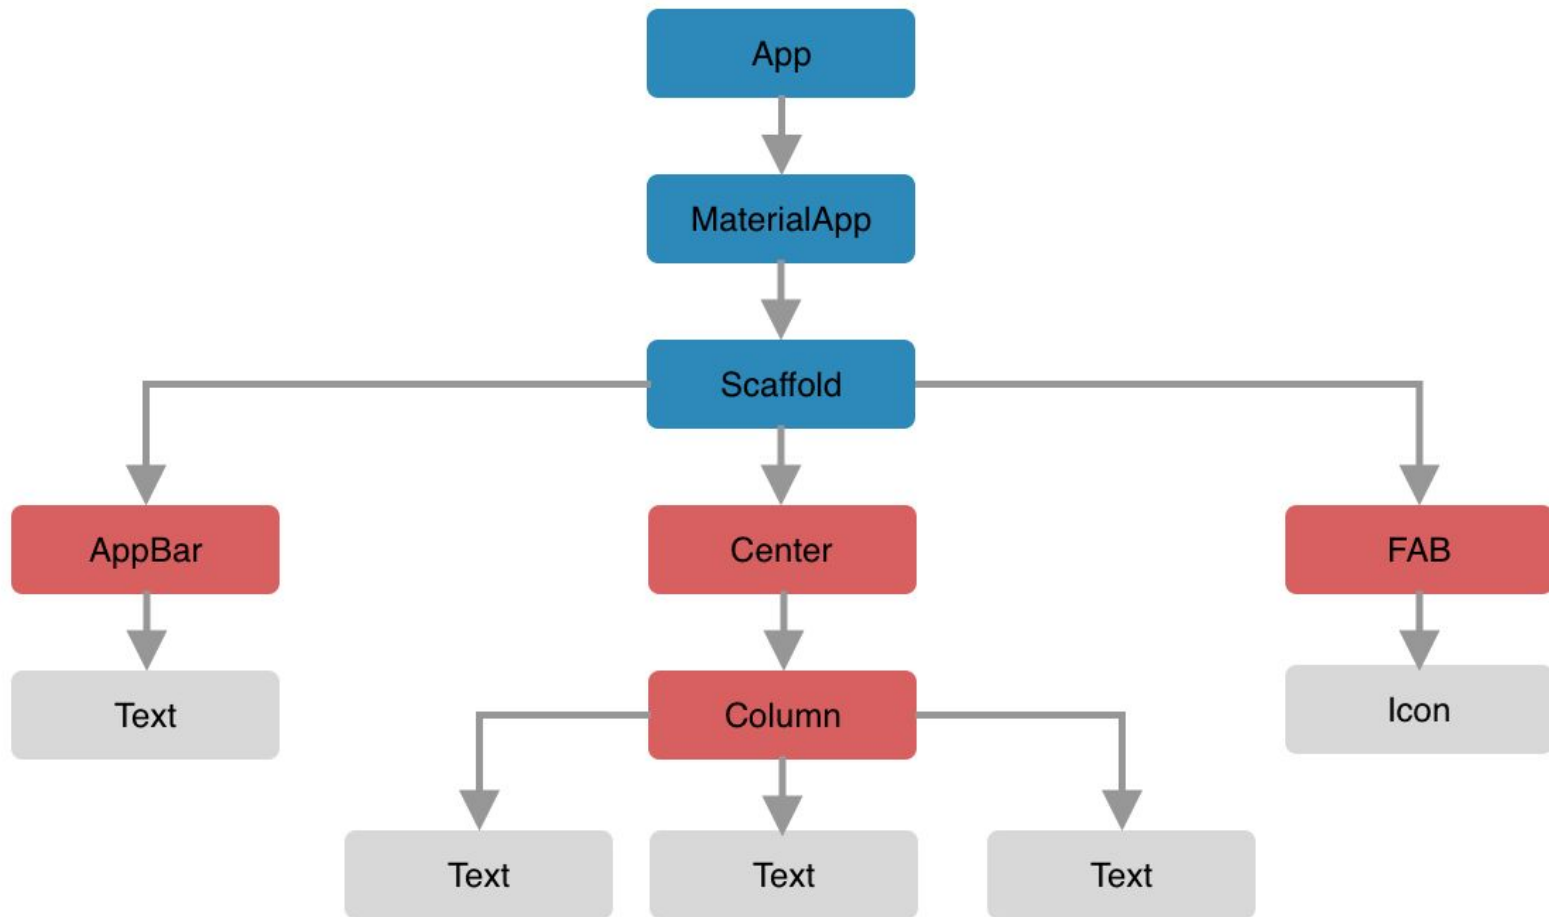 App
MaterialApp
Scaffold
AppBar
Center
FAB
Text
Column
Icon
Text
Text
Text